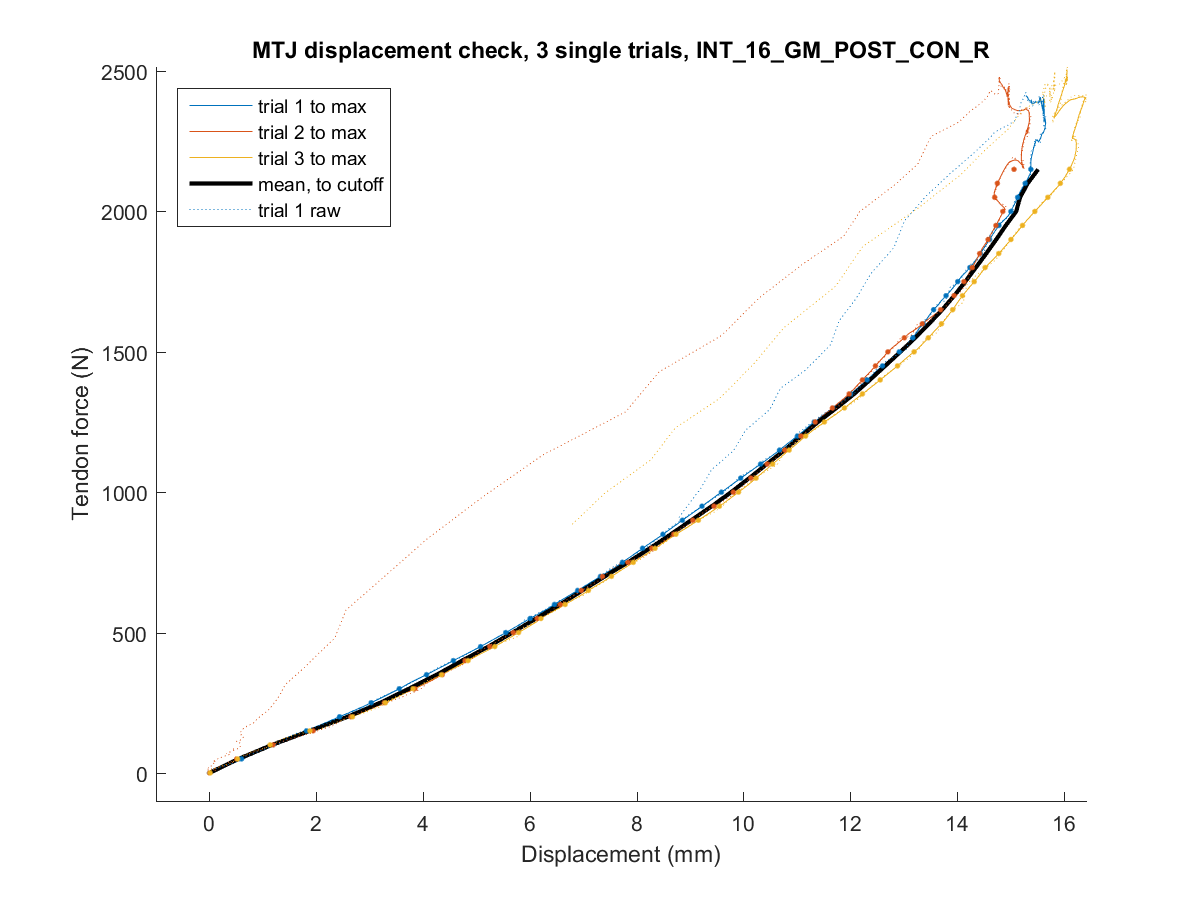 MTJ displacement check, 3 single trials, INT_16_GM_POST_CON_R
trial 1 to max
trial 2 to max
trial 3 to max
mean, to cutoff
trial 1 raw
Tendon force (N)
2500
2000
1500
1000
500
0
0 2 4 6 8 10 12 14 16
Displacement (mm)